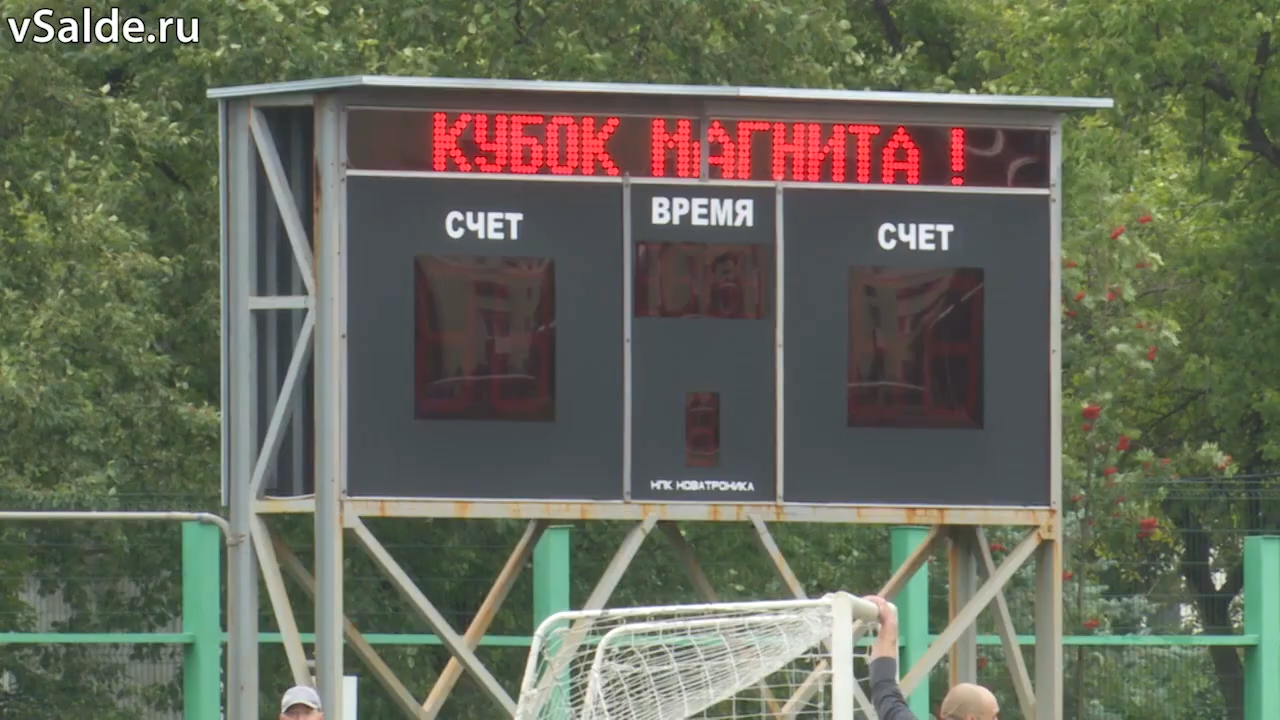 vSalde.ru
КУБОК МАГНИТА !
СЧЕТ
ВРЕМЯ
СЧЕТ
НПК НОВАТРОНИКА